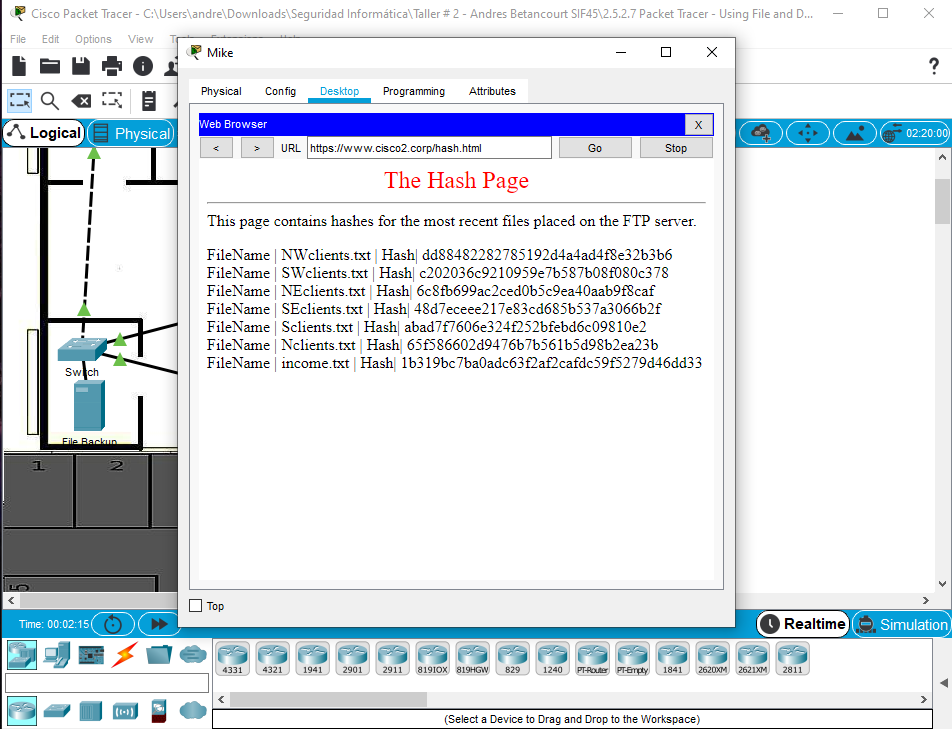 Cisco Packet Tracer - C:\Users\andre\Downloads\Seguridad Informática\Taller # 2 - Andres Betancourt SIF45\2.5.2.7 Packet Tracer - Using File and D...
File Edit Options View
Mike
Physical Config Desktop Programming Attributes
Logical Physical
02:20:00
Web Browser X
< > URL https://www.cisco2.corp/hash.html Go Stop
The Hash Page
This page contains hashes for the most recent files placed on the FTP server.
FileName | NWclients.txt | Hash| dd88482282785192d4a4ad4f8e32b3b6
FileName | SWclients.txt | Hash| c202036c9210959e7b587b08f080c378
FileName | NEclients.txt | Hash| 6c8fb699ac2ced0b5c9ea40aab9f8caf
FileName | SEclients.txt | Hash| 48d7eceee217e83cd685b537a3066b2f
FileName | Sclients.txt | Hash| abad7f7606e324f252bfebd6c09810e2
FileName | Nclients.txt | Hash| 65f586602d9476b7b561b5d98b2ea23b
FileName | income.txt | Hash| 1b319bc7ba0adc63f2af2cafdc59f5279d46dd33
Switch
File Backup
1 2
Top
Time: 00:02:15
Realtime Simulation
4331 4321 1941 2901 2911 819IOX 819HGW 829 1240 PT-Router PT-Empty 1841 2620XM 2621XM 2811
(Select a Device to Drag and Drop to the Workspace)